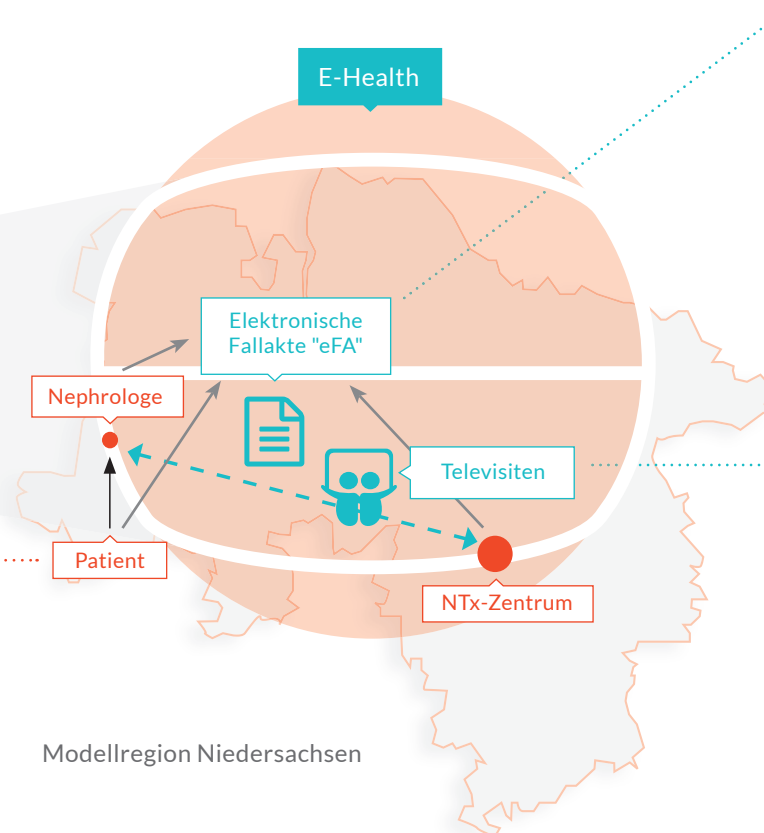 E-Health
Elektronische
Fallakte "eFA"
Nephrologe
Televisiten
Patient
NTx-Zentrum
Modellregion Niedersachsen